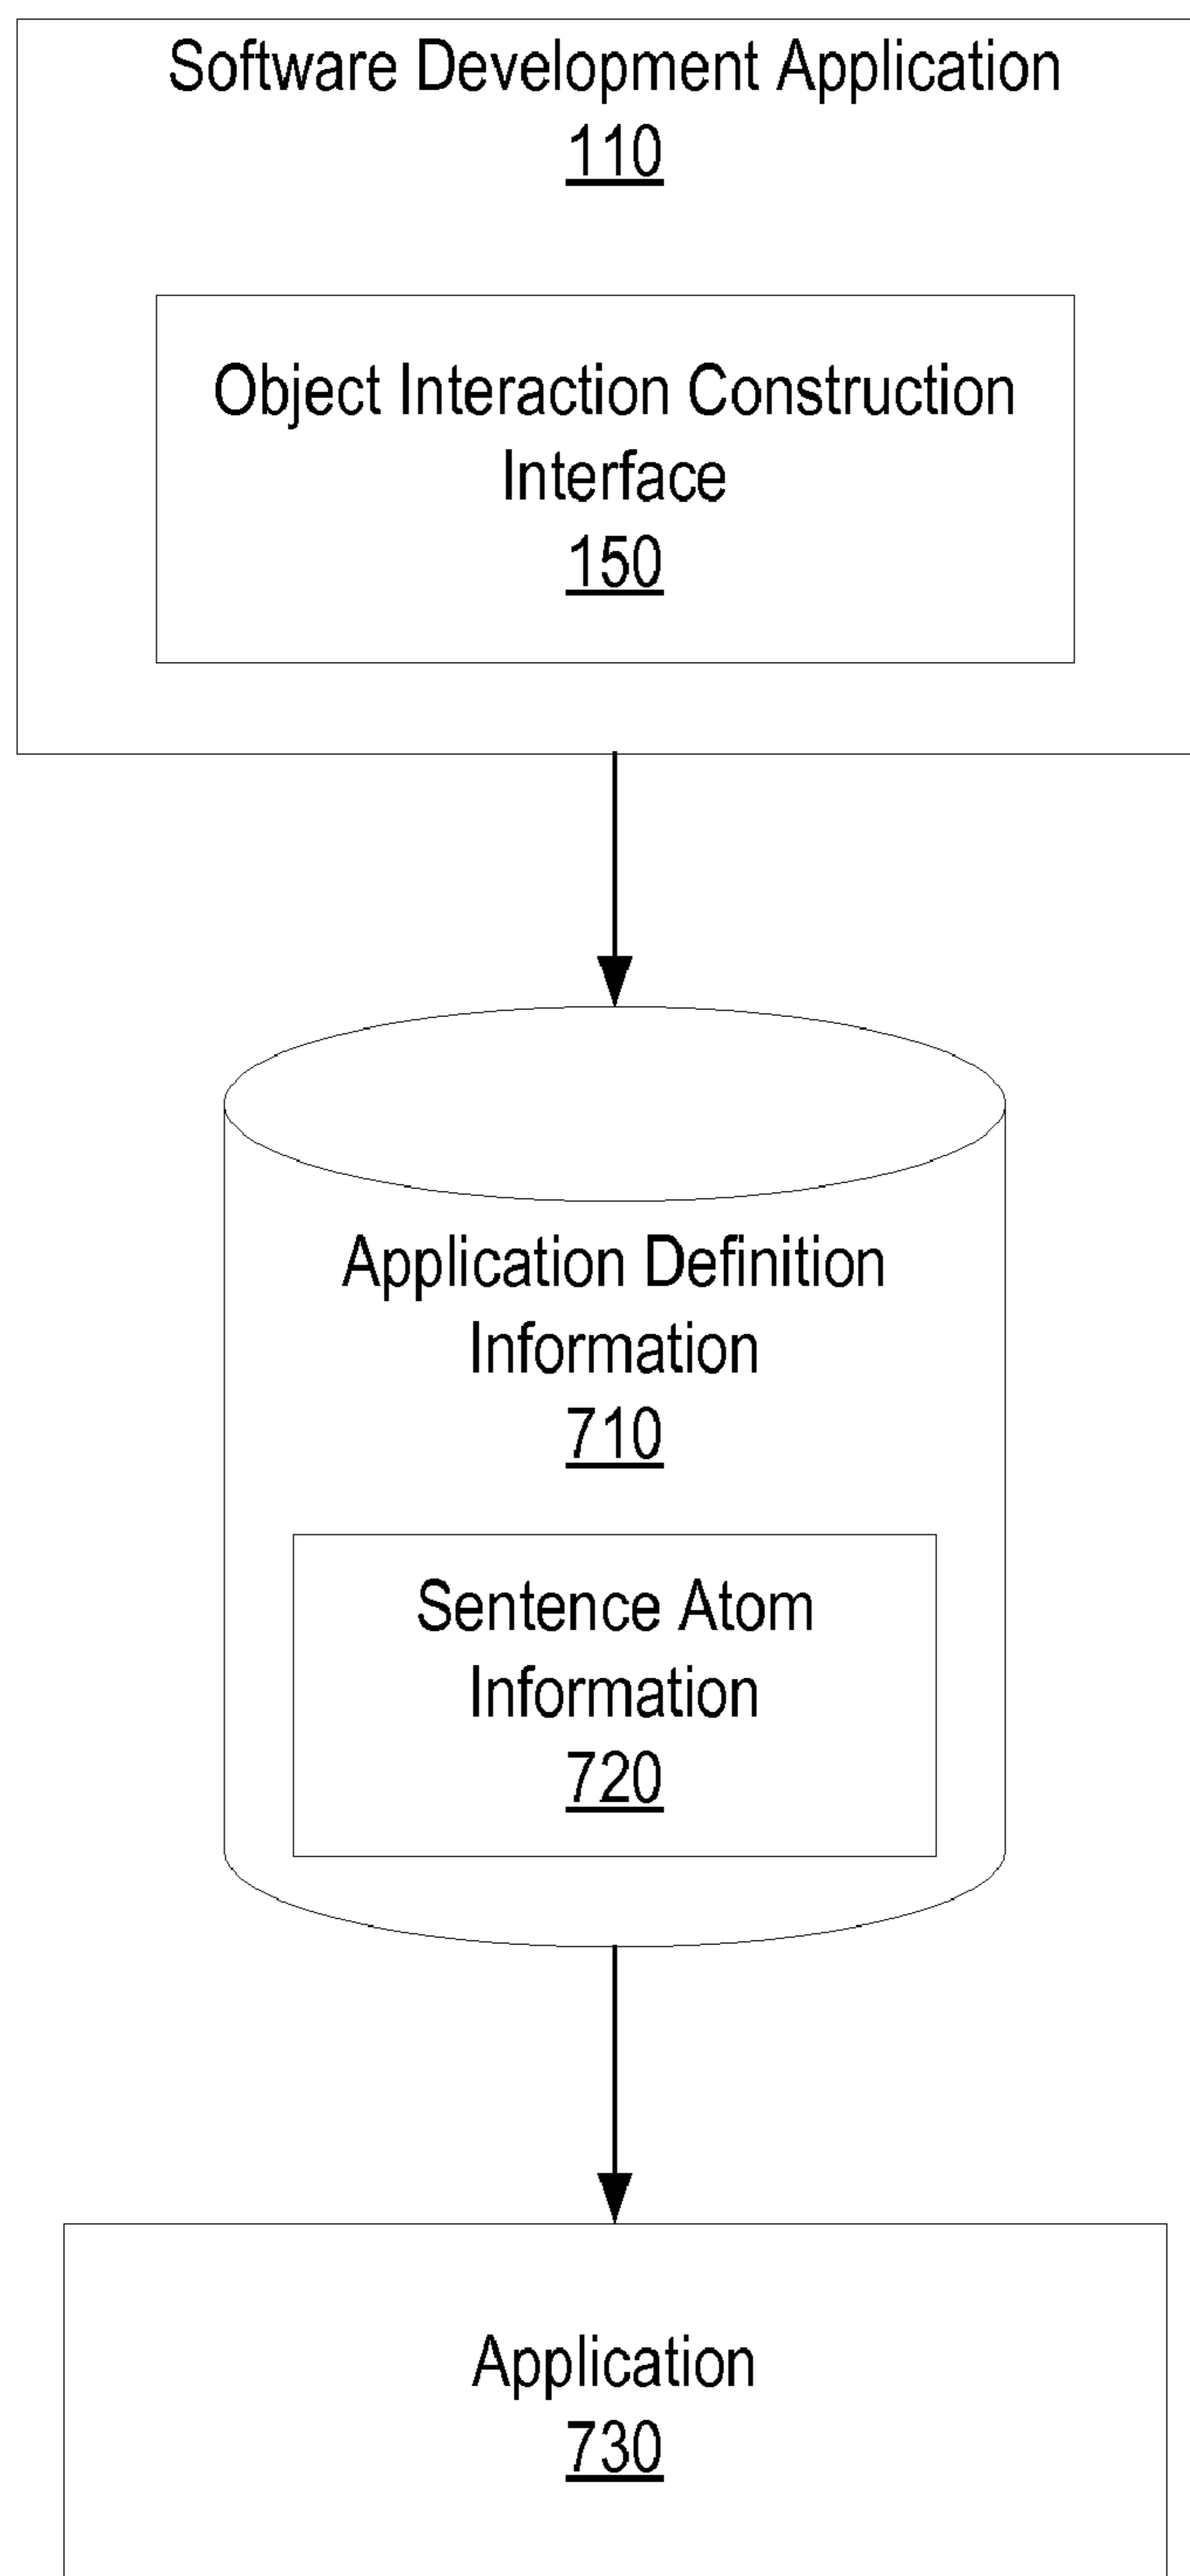 Software Development Application
110
Object Interaction Construction
Interface
150
Application Definition
Information
710
Sentence Atom
Information
720
Application
730